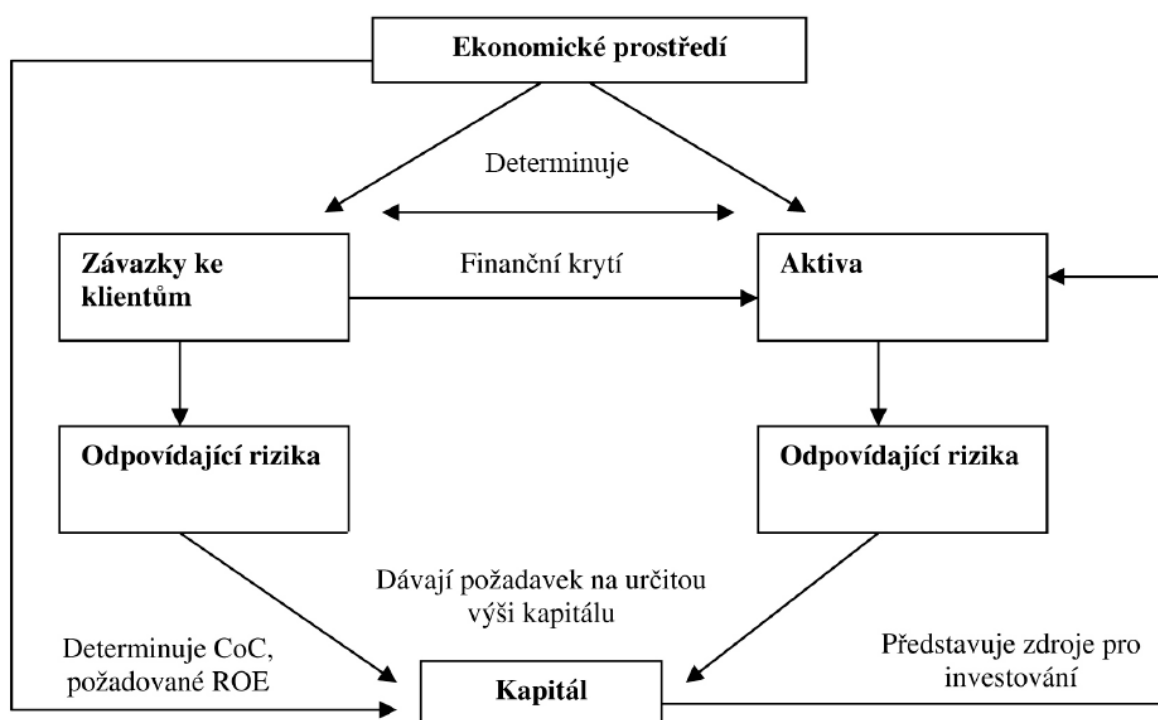 Ekonomické prostředí
Determinuje
Závazky ke
klientům
Finanční krytí
Aktiva
Odpovídající rizika
Odpovídající rizika
Dávají požadavek na určitou
výši kapitálu
Determinuje CoC,
požadované ROE
Kapitál
Představuje zdroje pro
investování